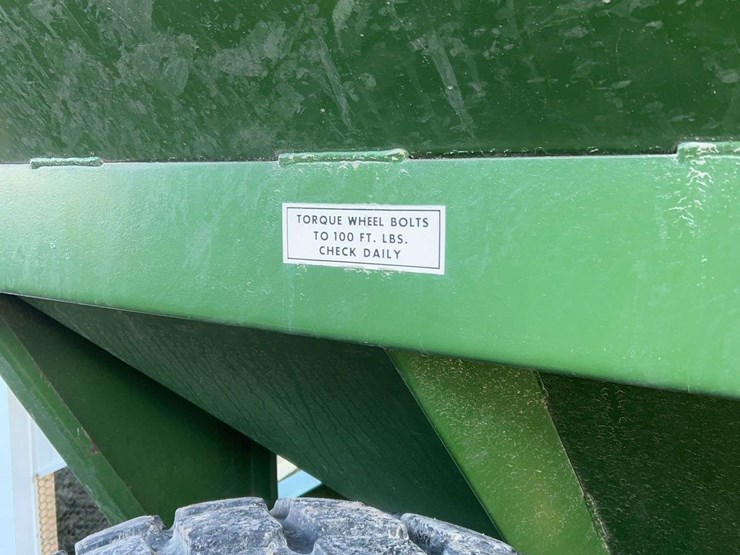 TORQUE WHEEL BOLTS
TO 100 FT. LBS.
CHECK DAILY